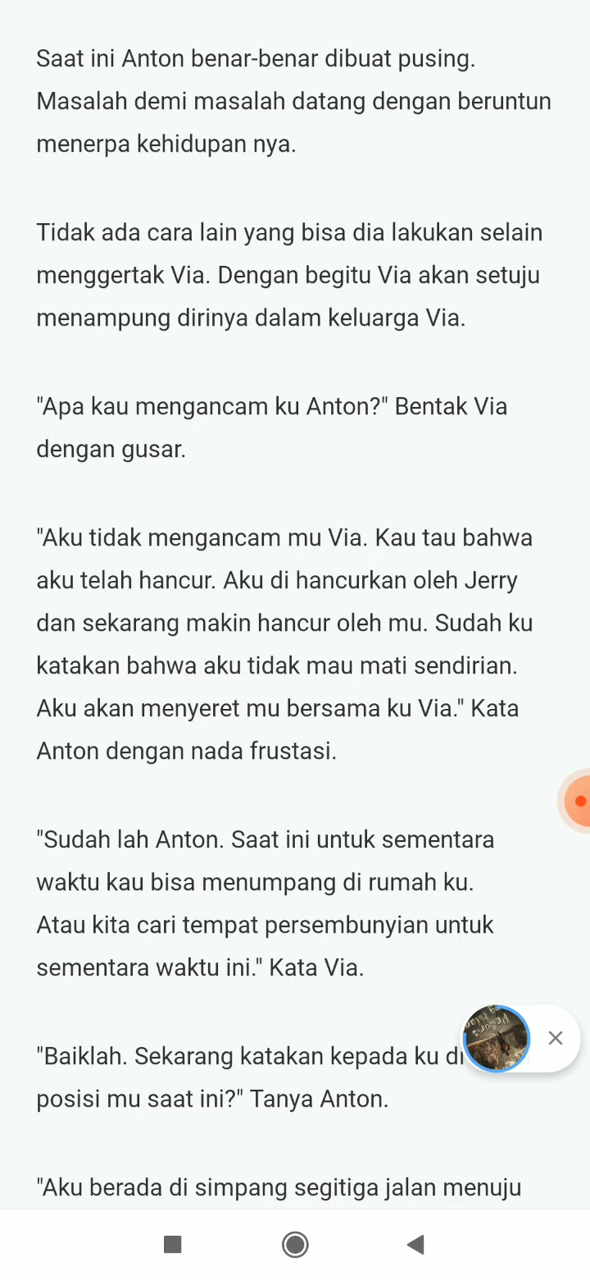 Saat ini Anton benar-benar dibuat pusing.
Masalah demi masalah datang dengan beruntun
menerpa kehidupan nya.
Tidak ada cara lain yang bisa dia lakukan selain
menggertak Via. Dengan begitu Via akan setuju
menampung dirinya dalam keluarga Via.
"Apa kau mengancam ku Anton?" Bentak Via
dengan gusar.
"Aku tidak mengancam mu Via. Kau tau bahwa
aku telah hancur. Aku di hancurkan oleh Jerry
dan sekarang makin hancur oleh mu. Sudah ku
katakan bahwa aku tidak mau mati sendirian.
Aku akan menyeret mu bersama ku Via." Kata
Anton dengan nada frustasi.
"Sudah lah Anton. Saat ini untuk sementara
waktu kau bisa menumpang di rumah ku.
Atau kita cari tempat persembunyian untuk
sementara waktu ini." Kata Via.
"Baiklah. Sekarang katakan kepada ku di
posisi mu saat ini?" Tanya Anton.
"Aku berada di simpang segitiga jalan menuju